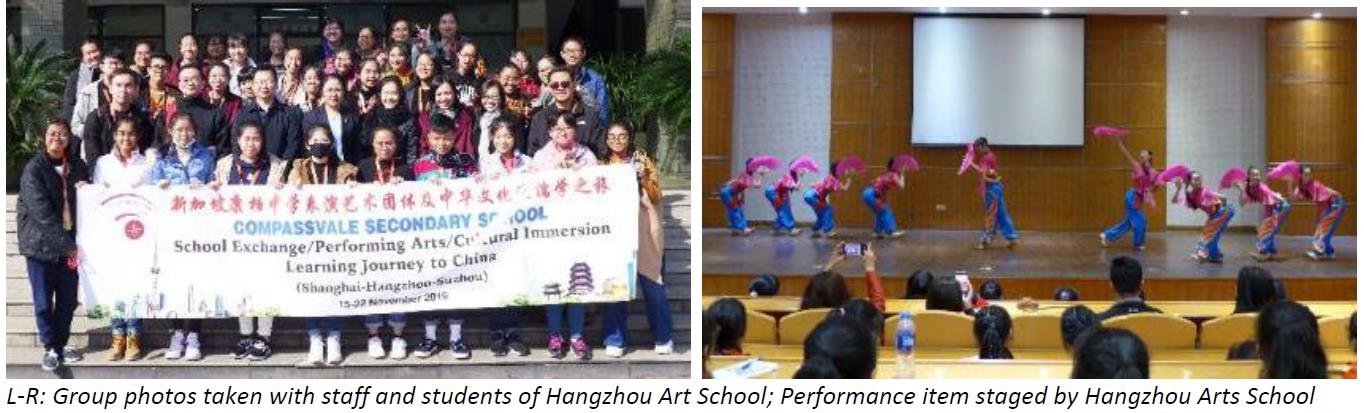 新加坡康柏中学表演艺术团体及中华文化 濡学之旅
COMPASSVALE SECONDARY SCHOOL
School Exchange/Performing Arts/Cultural Immersion
Learning Journey to China
(Shanghai-Hangzhou-Suzhou)
15-22 November 2019
L-R: Group photos taken with staff and students of Hangzhou Art School; Performance item staged by Hangzhou Arts School